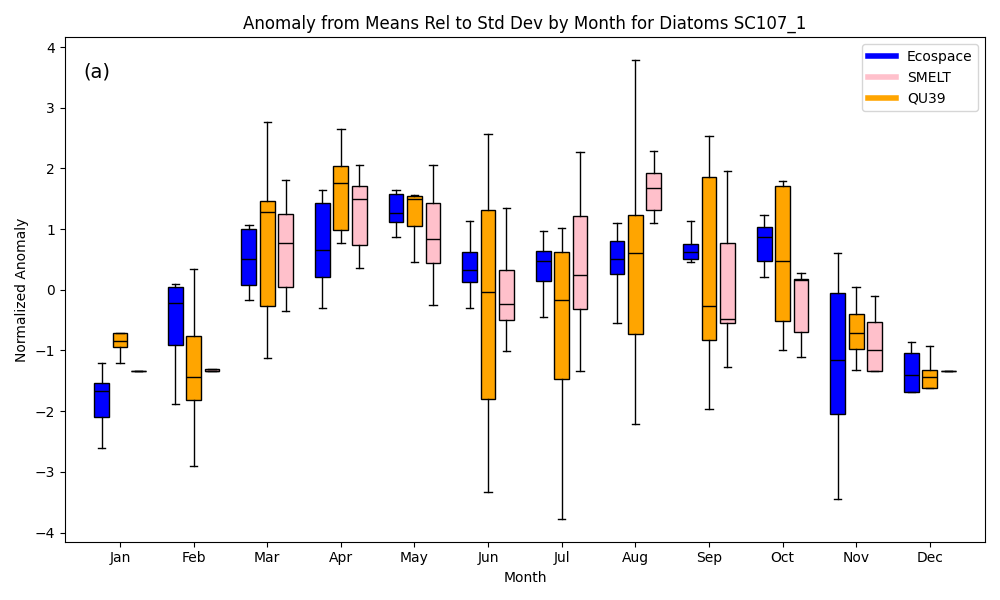 Anomaly from Means Rel to Std Dev by Month for Diatoms SC107_1
(a)
Ecospace
SMELT
QU39
Normalized Anomaly
4
3
2
1
0
−1
−2
−3
−4
Jan Feb Mar Apr May Jun Jul Aug Sep Oct Nov Dec
Month